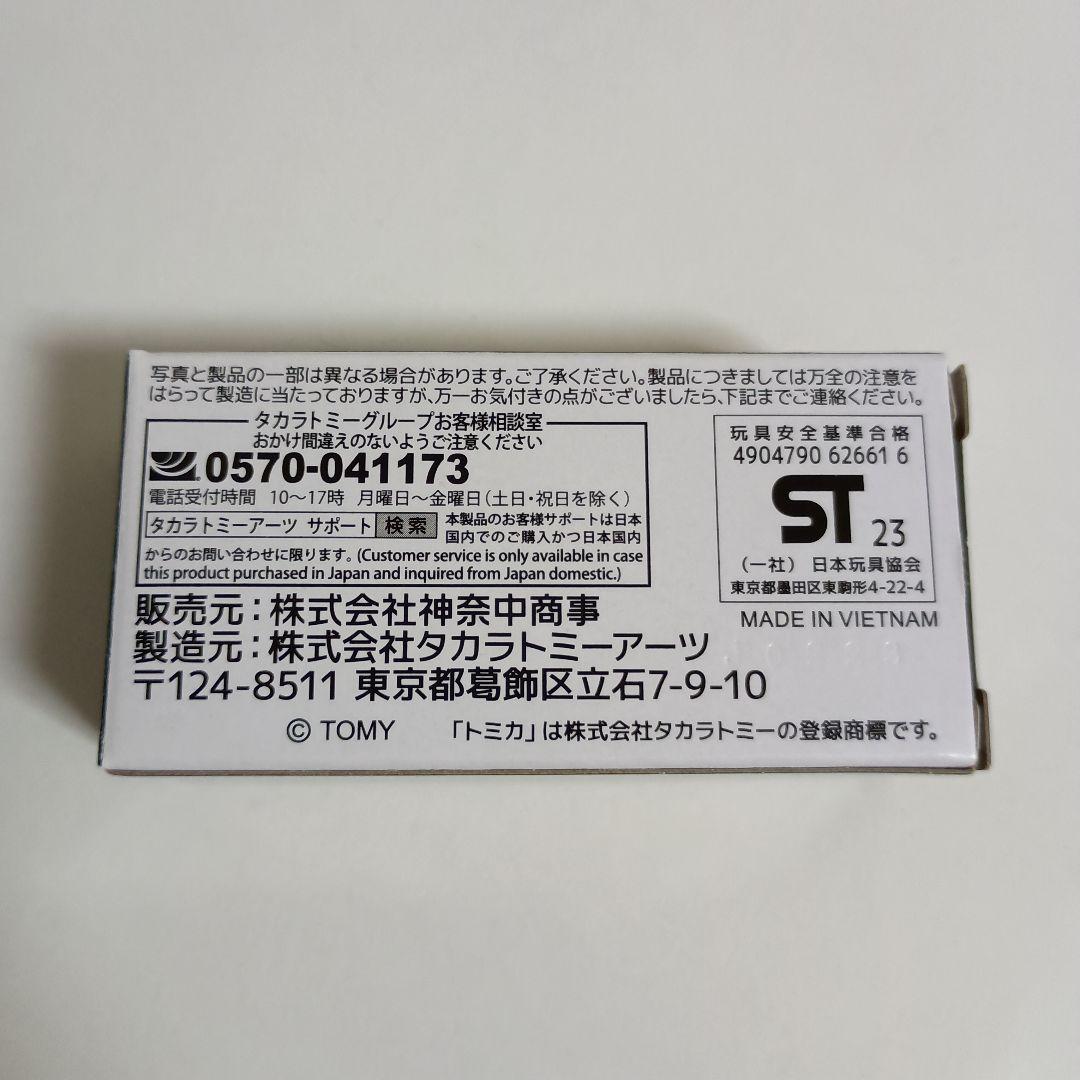 写真と製品の一部は異なる場合があります。ご了承ください。製品につきましては万全の注意を
はらって製造に当たっておりますが、万一お気付きの点がございましたら、下記までご連絡ください。
タカラトミーグループお客様相談室
おかけ間違えのないようご注意ください
0570-041173
電話受付時間 10～17時 月曜日～金曜日(土日・祝日を除く)
タカラトミーアーツ サポート 検索
本製品のお客様サポートは日本
国内でのご購入かつ日本国内
からのお問い合わせに限ります。(Customer service is only available in case
this product purchased in Japan and inquired from Japan domestic.)
玩具安全基準合格
4904790 62661 6
ST 23
(一社) 日本玩具協会
東京都墨田区東駒形4-22-4
MADE IN VIETNAM
販売元:株式会社神奈中商事
製造元:株式会社タカラトミーアーツ
〒124-8511 東京都葛飾区立石7-9-10
© TOMY 「トミカ」は株式会社タカラトミーの登録商標です。